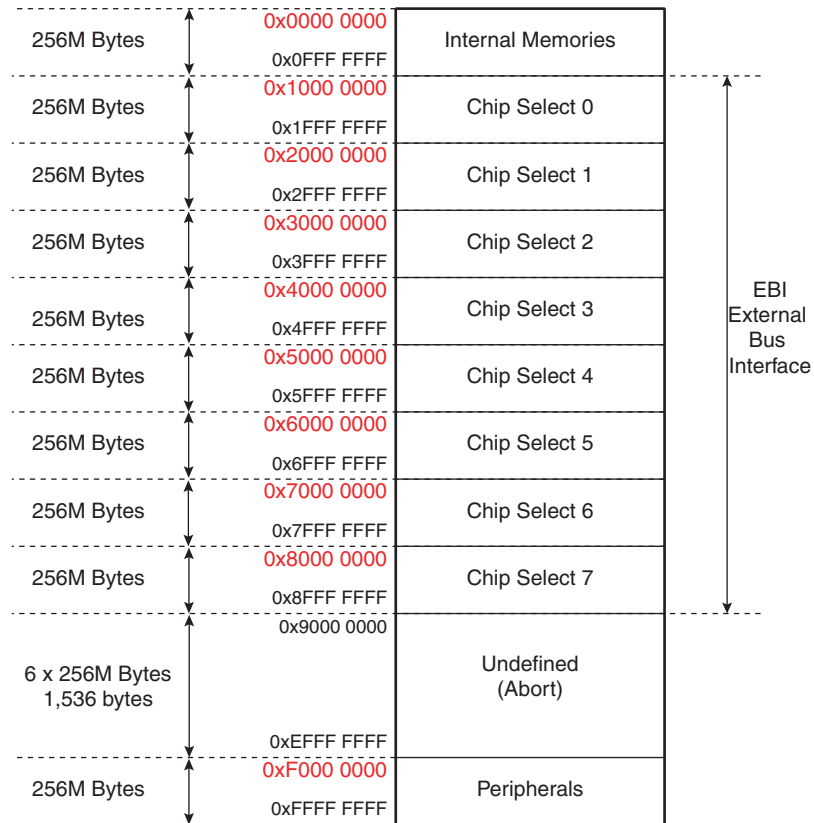 256M Bytes
0x0000 0000
0x0FFF FFFF
Internal Memories
256M Bytes
0x1000 0000
0x1FFF FFFF
Chip Select 0
256M Bytes
0x2000 0000
0x2FFF FFFF
Chip Select 1
256M Bytes
0x3000 0000
0x3FFF FFFF
Chip Select 2
256M Bytes
0x4000 0000
0x4FFF FFFF
Chip Select 3
256M Bytes
0x5000 0000
0x5FFF FFFF
Chip Select 4
256M Bytes
0x6000 0000
0x6FFF FFFF
Chip Select 5
256M Bytes
0x7000 0000
0x7FFF FFFF
Chip Select 6
256M Bytes
0x8000 0000
0x8FFF FFFF
Chip Select 7
EBI
External
Bus
Interface
6 x 256M Bytes
1,536 bytes
0x9000 0000
0xEFFF FFFF
Undefined
(Abort)
256M Bytes
0xF000 0000
0xFFFF FFFF
Peripherals